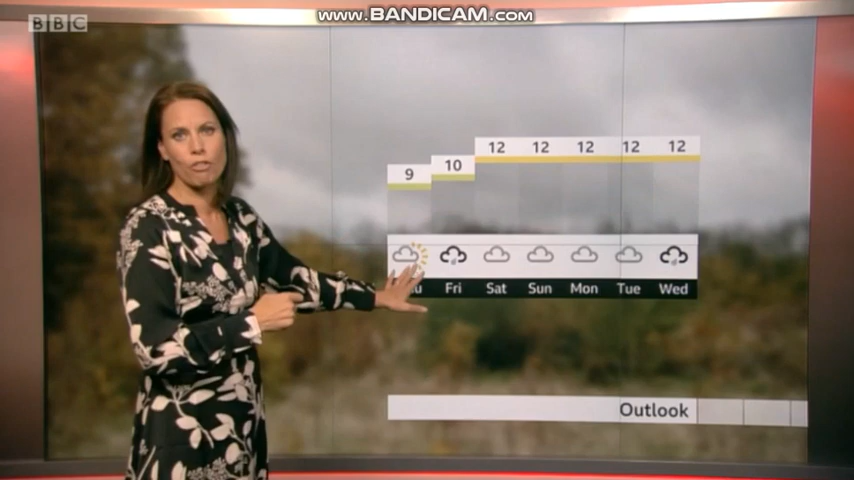 www.BANDICAM.com
BBC
9 10 12 12 12 12 12
Fri Sat Sun Mon Tue Wed
Outlook